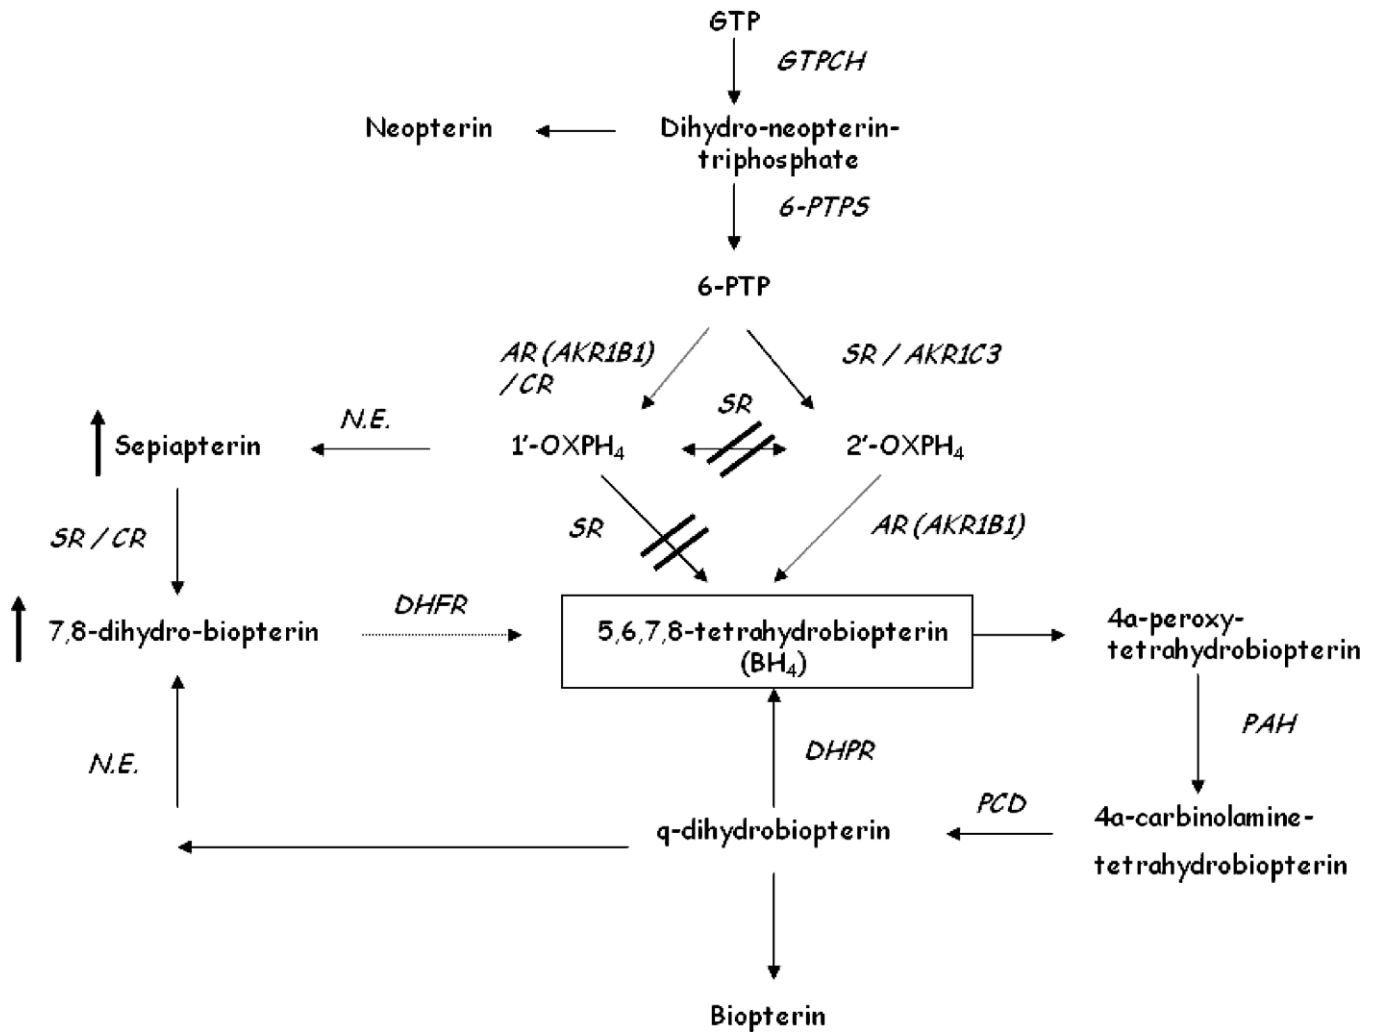 GTP
GTPCH
Neopterin
Dihydro-neopterin-
triphosphate
6-PTPS
6-PTP
AR (AKR1B1)
/ CR
SR / AKR1C3
SR
N.E.
Sepiapterin
1'-OXPH₄
2'-OXPH₄
SR / CR
SR
AR (AKR1B1)
DHFR
7,8-dihydro-biopterin
5,6,7,8-tetrahydrobiopterin
(BH₄)
4a-peroxy-
tetrahydrobiopterin
PAH
N.E.
DHPR
PCD
q-dihydrobiopterin
4a-carbinolamine-
tetrahydrobiopterin
Biopterin